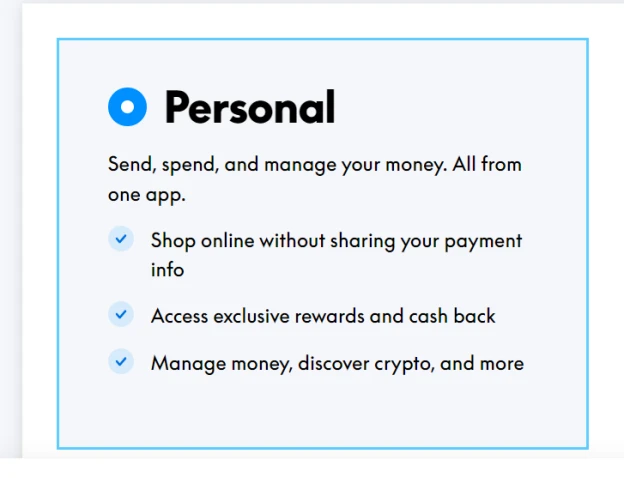 Personal
Send, spend, and manage your money. All from
one app.
Shop online without sharing your payment
info
Access exclusive rewards and cash back
Manage money, discover crypto, and more